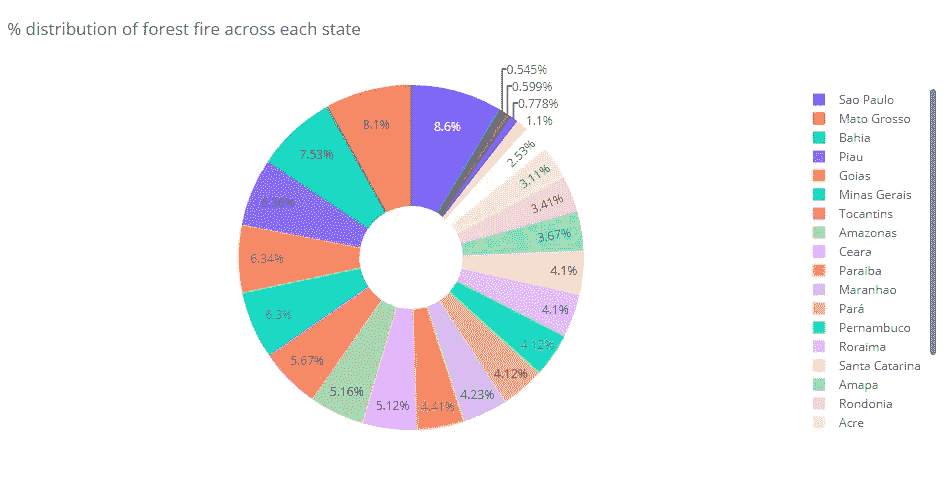 % distribution of forest fire across each state
0.545%
0.599%
0.778%
1.1%
8.6%
8.1%
7.53%
2.53%
3.11%
3.41%
3.67%
6.34%
4.1%
4.1%
6.3%
4.12%
5.67%
4.12%
5.16%
4.23%
5.12%
4.41%
Sao Paulo
Mato Grosso
Bahia
Piau
Goias
Minas Gerais
Tocantins
Amazonas
Ceara
Paraiba
Maranhao
Pará
Pernambuco
Roraima
Santa Catarina
Amapa
Rondonia
Acre